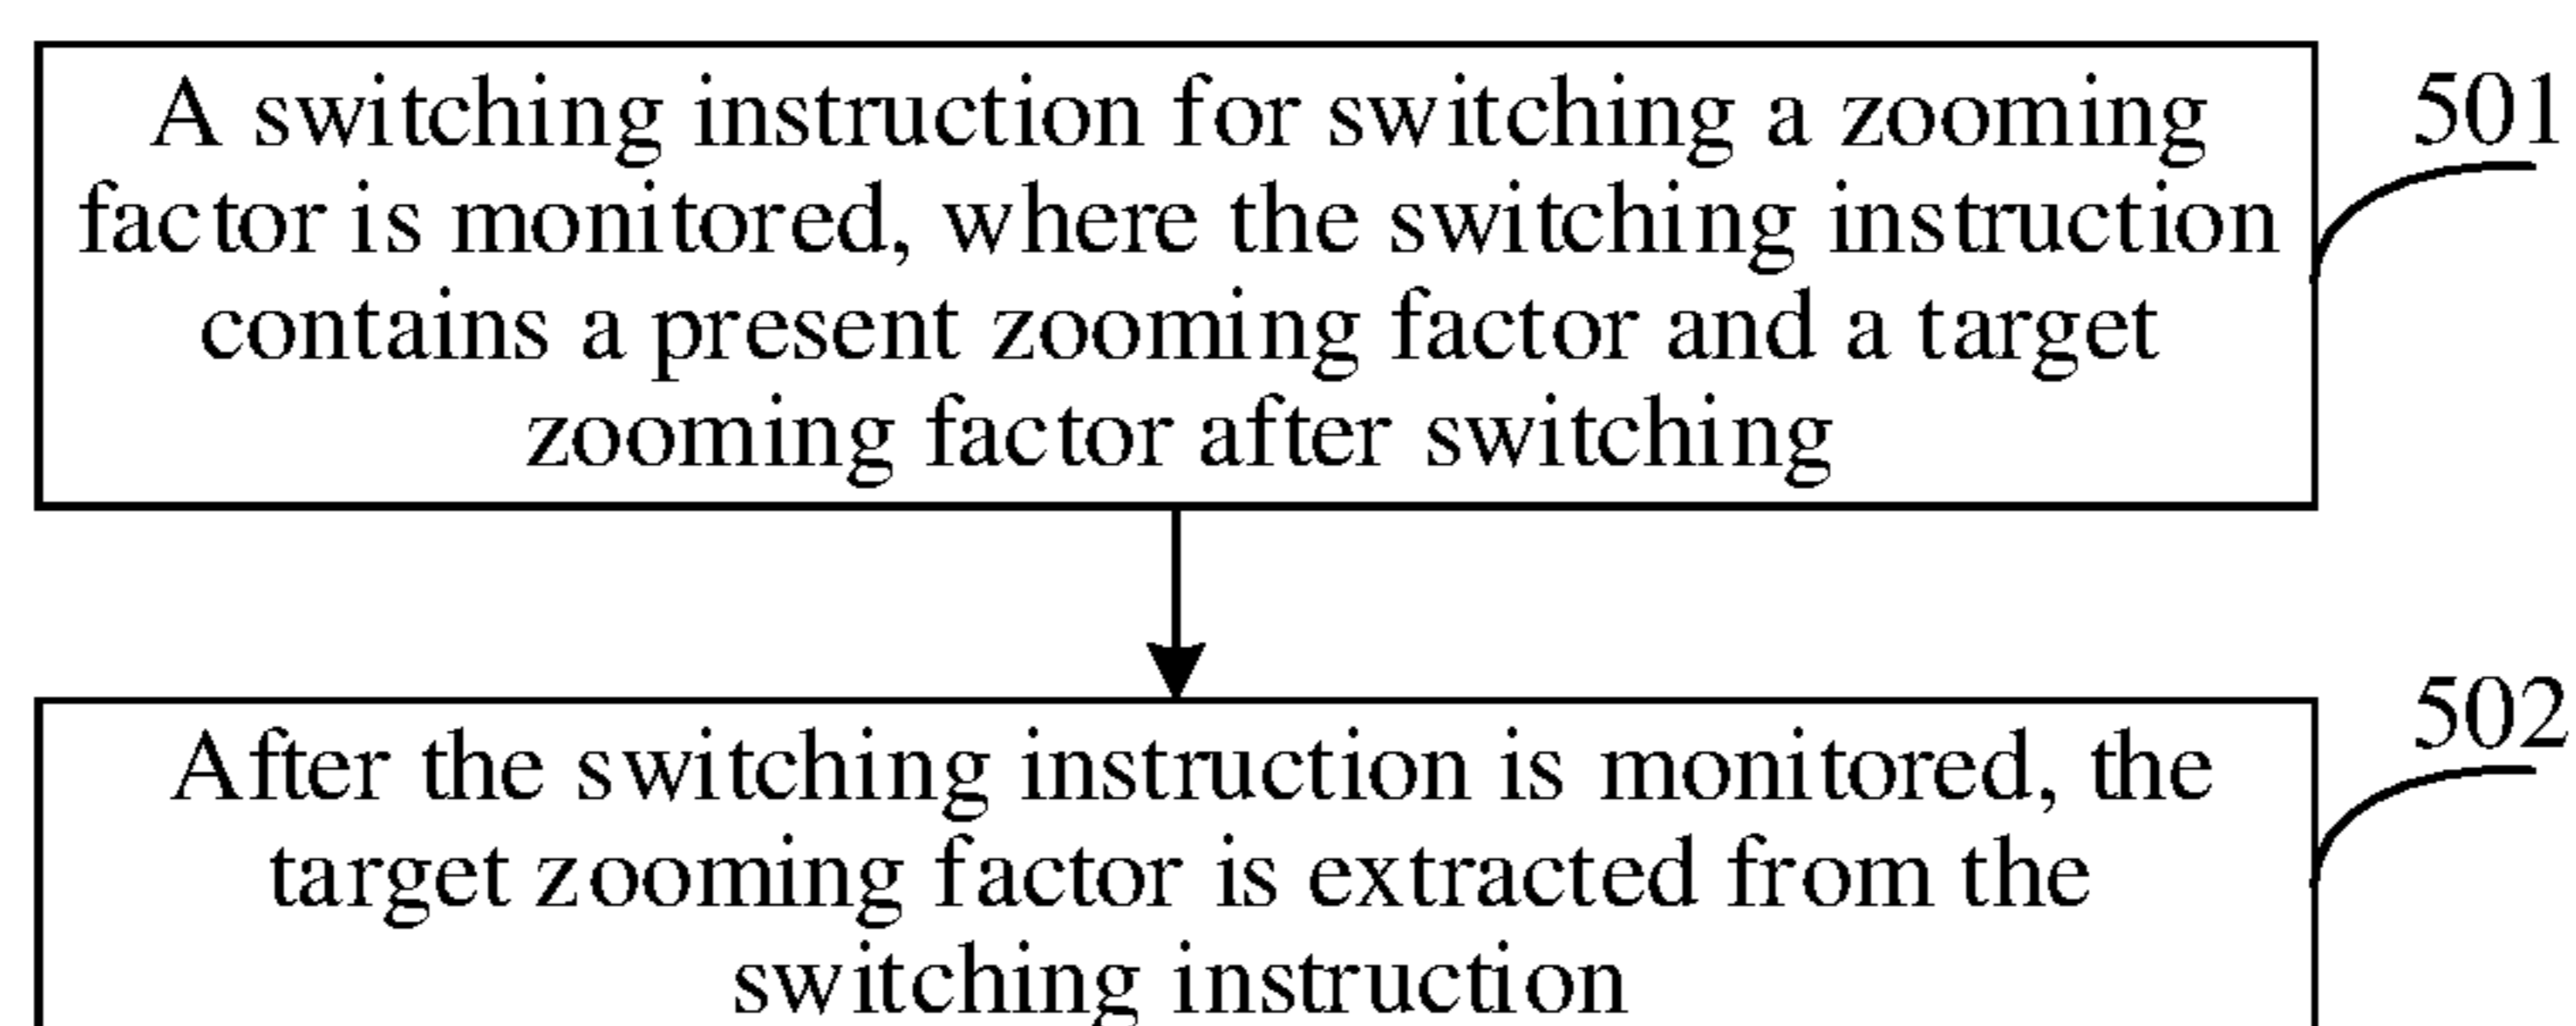 A switching instruction for switching a zooming
factor is monitored, where the switching instruction
contains a present zooming factor and a target
zooming factor after switching
501
After the switching instruction is monitored, the
target zooming factor is extracted from the
switching instruction
502